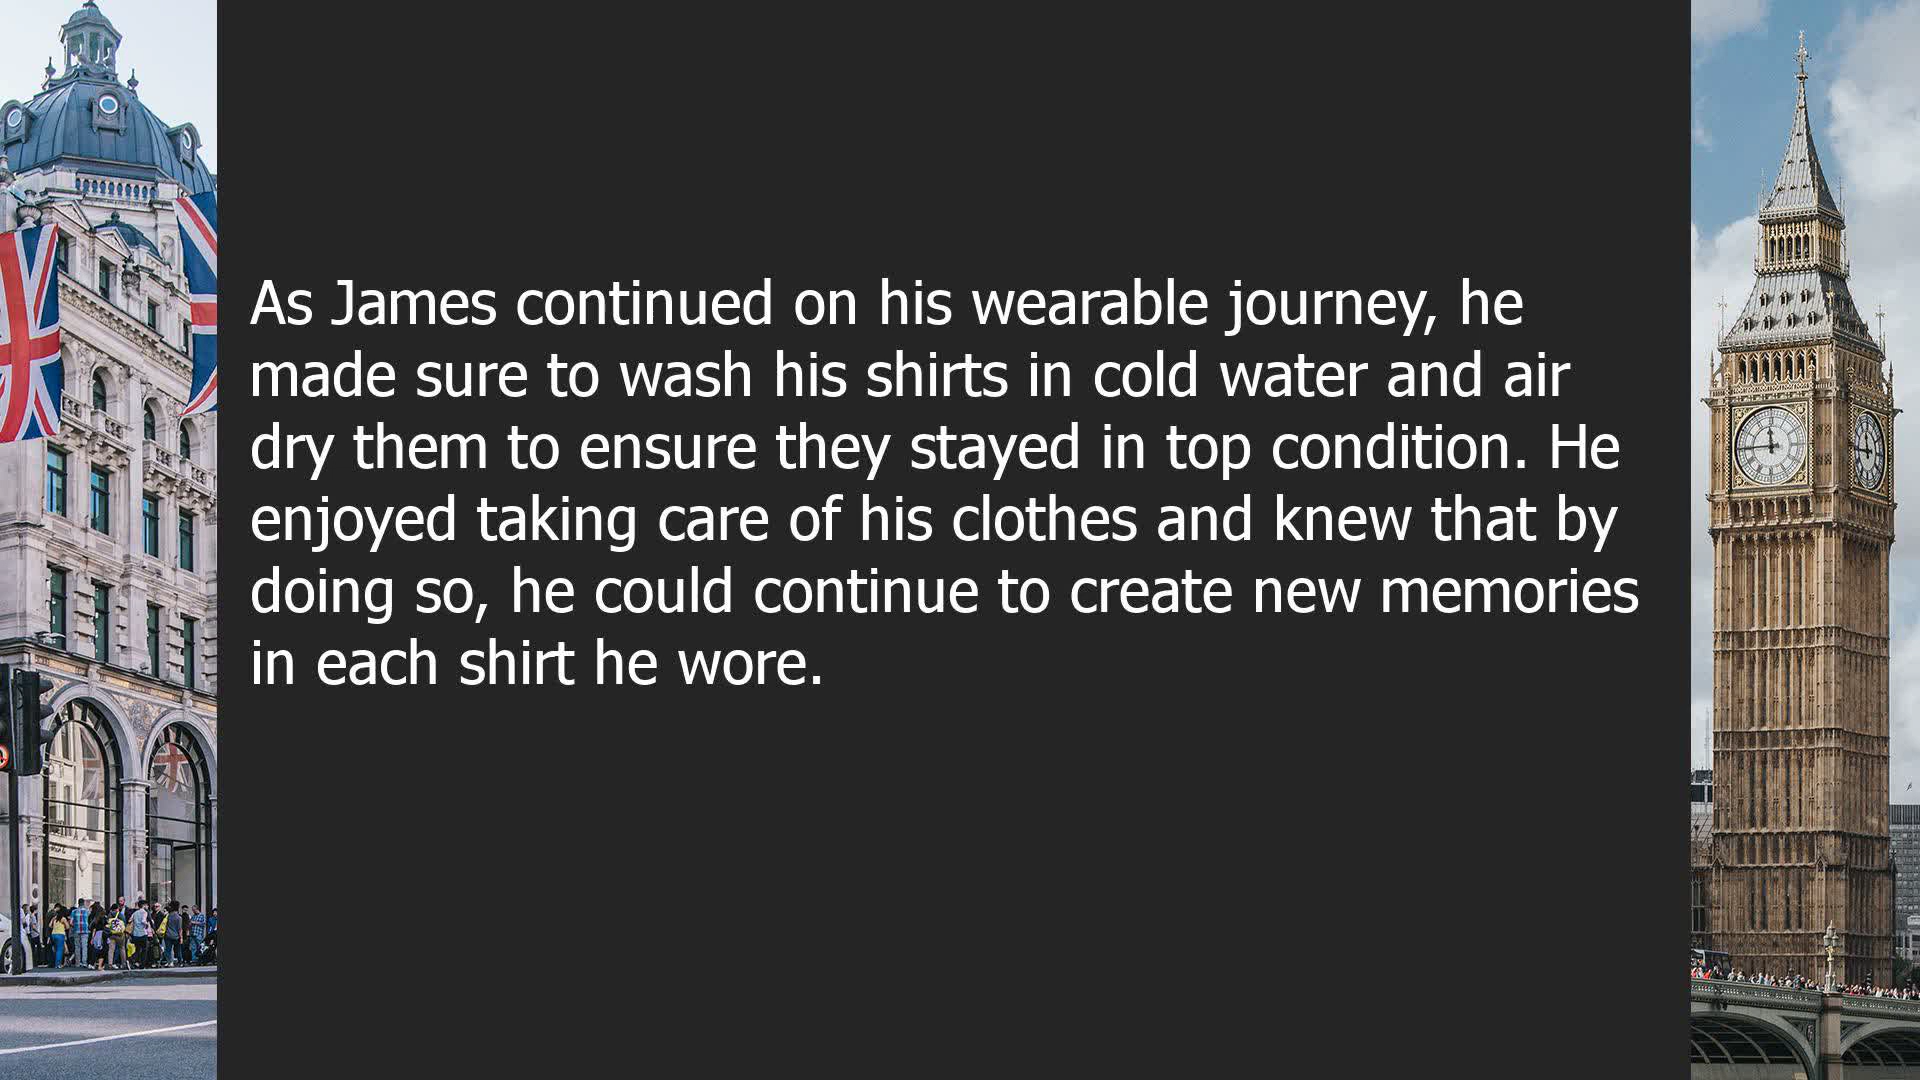 As James continued on his wearable journey, he
made sure to wash his shirts in cold water and air
dry them to ensure they stayed in top condition. He
enjoyed taking care of his clothes and knew that by
doing so, he could continue to create new memories
in each shirt he wore.